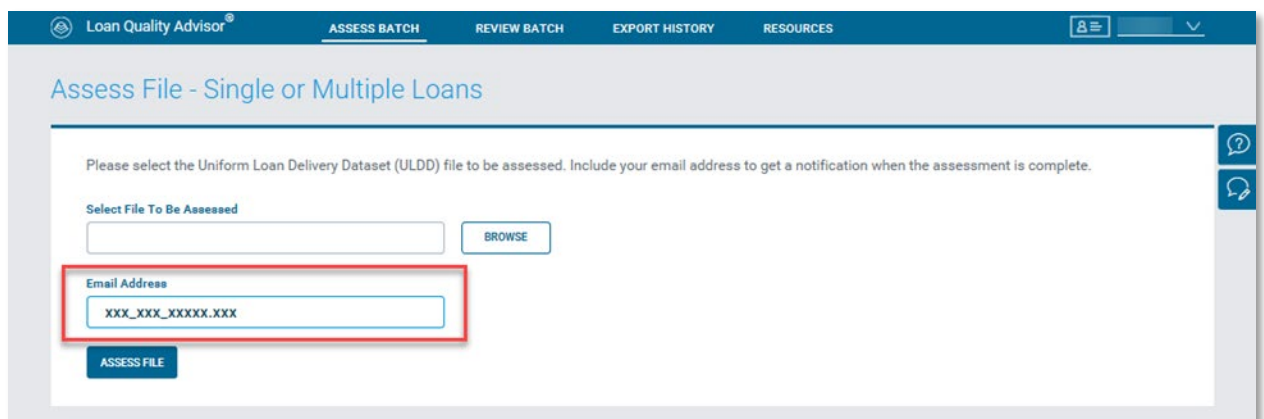 Loan Quality Advisor®
ASSESS BATCH
REVIEW BATCH
EXPORT HISTORY
RESOURCES
Assess File - Single or Multiple Loans
Please select the Uniform Loan Delivery Dataset (ULDD) file to be assessed. Include your email address to get a notification when the assessment is complete.
Select File To Be Assessed
BROWSE
Email Address
xxx_xxx_xxxxx.xxx
ASSESS FILE